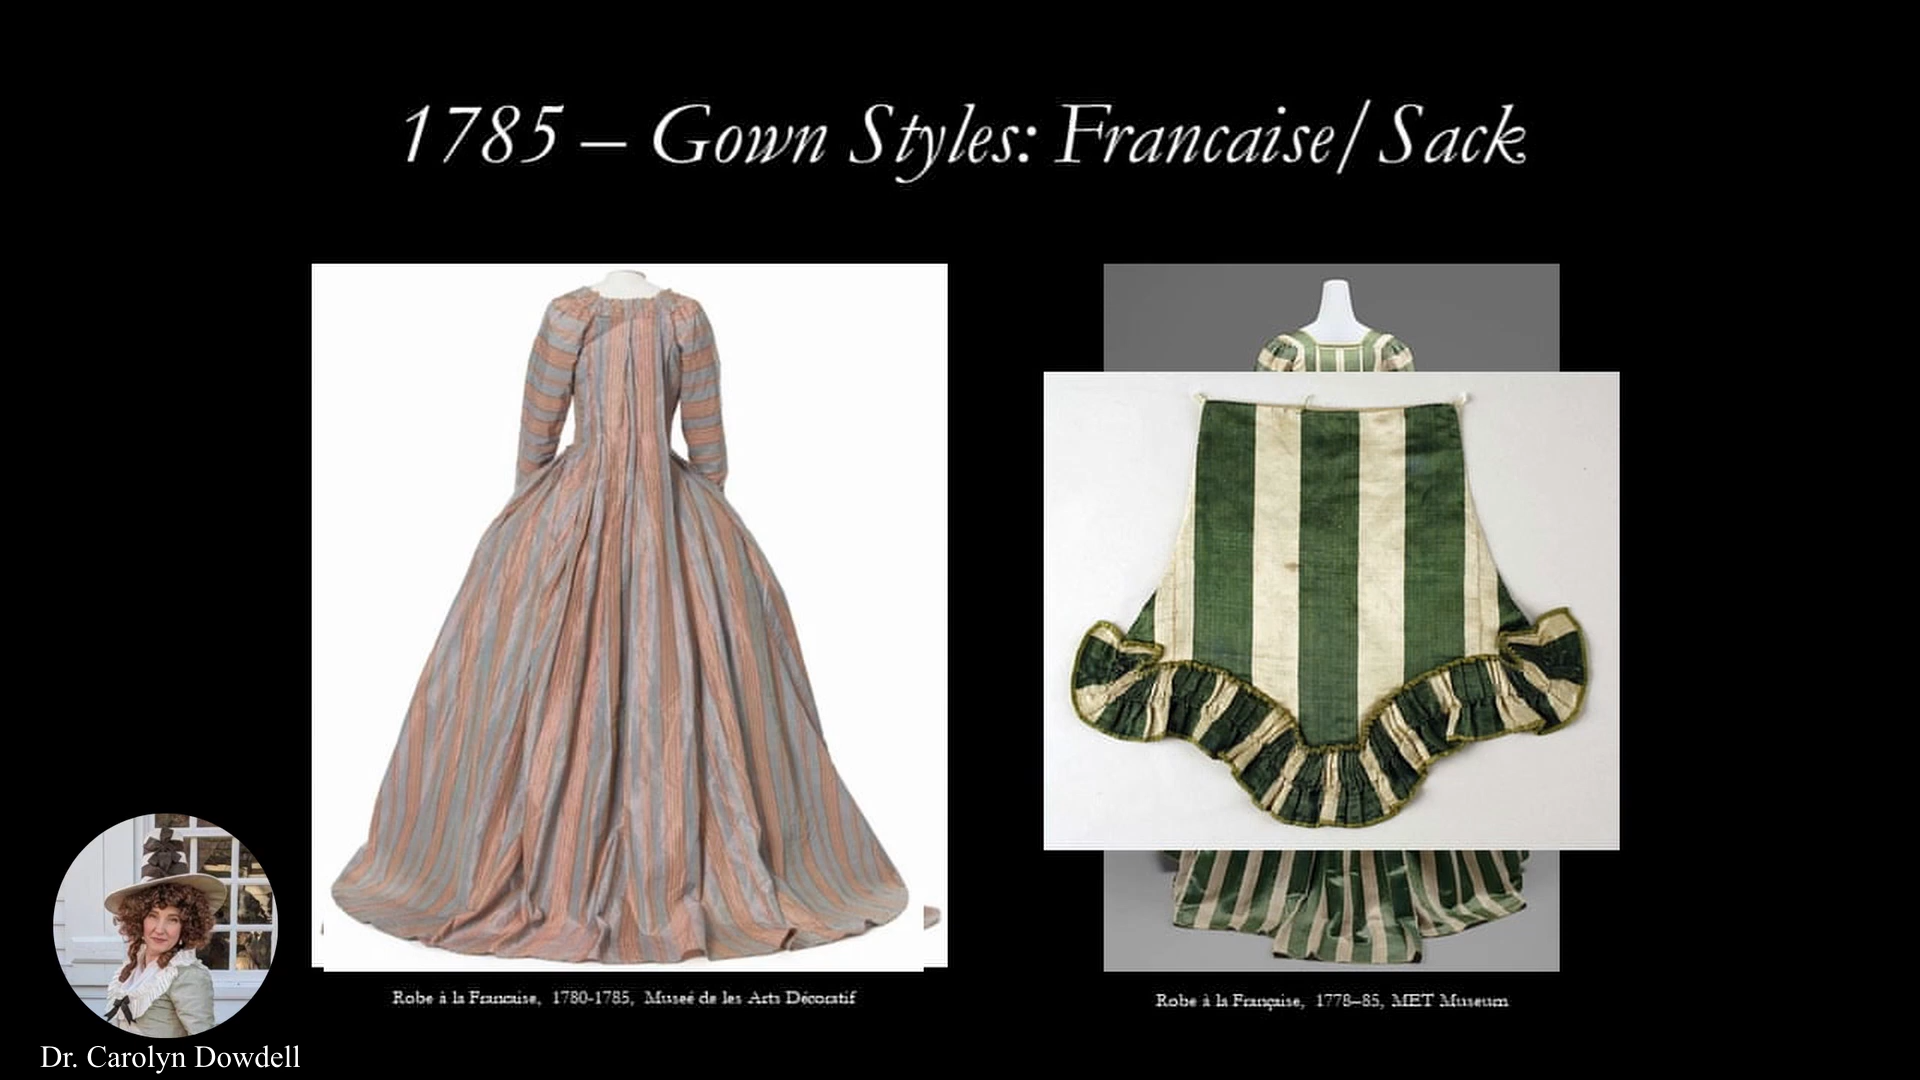 1785 – Gown Styles: Francaise/Sack
Robe à la Francaise, 1780-1785, Museé de les Arts Décoratif
Robe à la Française, 1778–85, MET Museum
Dr. Carolyn Dowdell